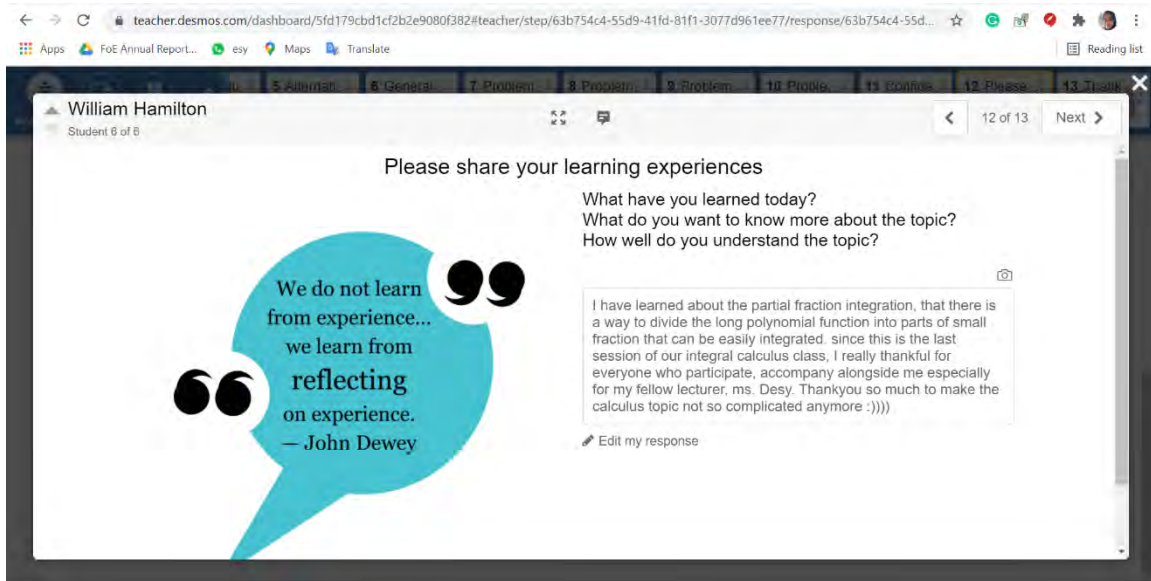 teacher.desmos.com/dashboard/5fd179cbd1cf2b2e9080f382#teacher/step/63b754c4-55d9-41fd-81f1-3077d961ee77/response/63b754c4-55d...
Apps FoE Annual Report... esy Maps Translate Reading list
5 Alternati... 6 General... 7 Problem... 8 Problem... 9 Problem... 10 Proble... 11 Confide... 12 Please... 13 Thank
William Hamilton
Student 6 of 6
12 of 13 Next
Please share your learning experiences
What have you learned today?
What do you want to know more about the topic?
How well do you understand the topic?
We do not learn
from experience...
we learn from
reflecting
on experience.
— John Dewey
I have learned about the partial fraction integration, that there is
a way to divide the long polynomial function into parts of small
fraction that can be easily integrated. since this is the last
session of our integral calculus class, I really thankful for
everyone who participate, accompany alongside me especially
for my fellow lecturer, ms. Desy. Thankyou so much to make the
calculus topic not so complicated anymore :))))
Edit my response